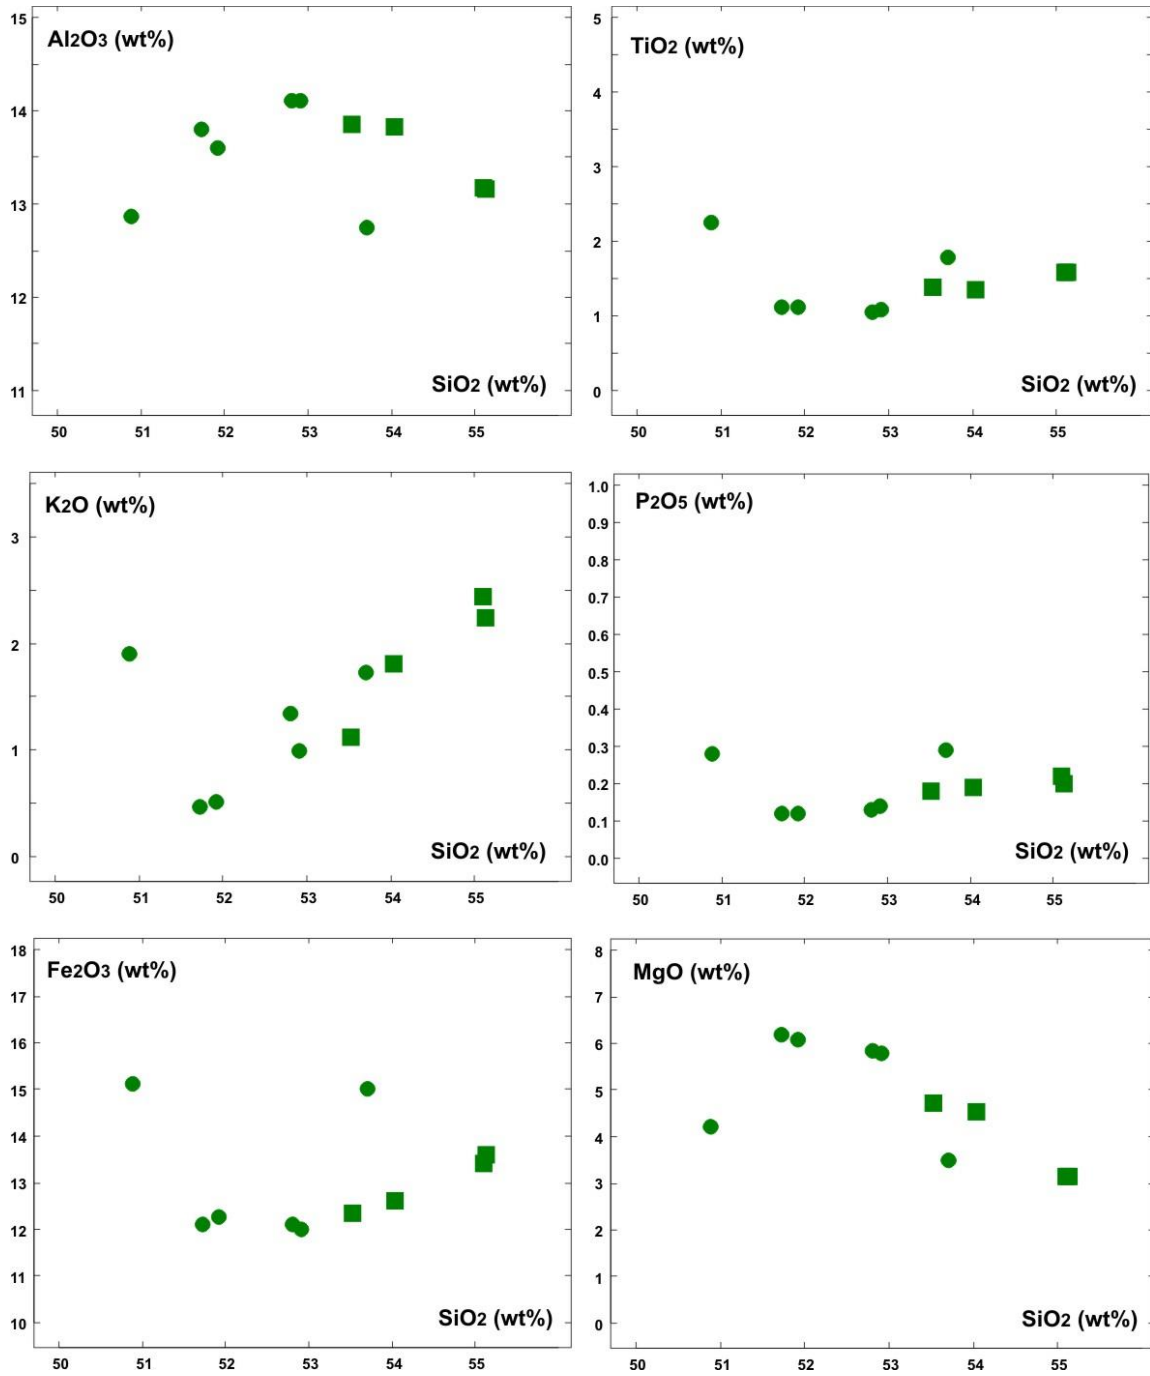 Al2O3 (wt%)
15
14
13
12
11
SiO2 (wt%)
50 51 52 53 54 55
TiO2 (wt%)
5
4
3
2
1
0
SiO2 (wt%)
50 51 52 53 54 55
K2O (wt%)
3
2
1
0
SiO2 (wt%)
50 51 52 53 54 55
P2O5 (wt%)
1.0
0.9
0.8
0.7
0.6
0.5
0.4
0.3
0.2
0.1
0.0
SiO2 (wt%)
50 51 52 53 54 55
Fe2O3 (wt%)
18
17
16
15
14
13
12
11
10
SiO2 (wt%)
50 51 52 53 54 55
MgO (wt%)
8
7
6
5
4
3
2
1
0
SiO2 (wt%)
50 51 52 53 54 55